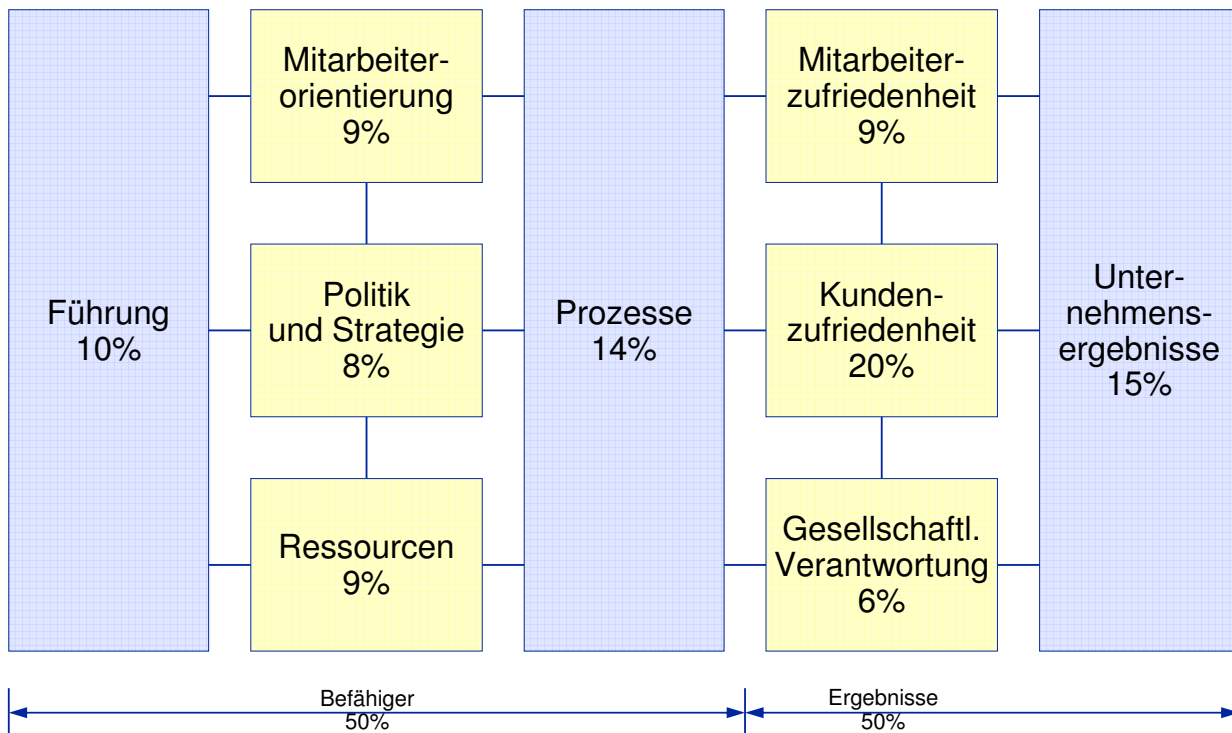 Führung
10%
Mitarbeiter-
orientierung
9%
Politik
und Strategie
8%
Ressourcen
9%
Prozesse
14%
Mitarbeiter-
zufriedenheit
9%
Kunden-
zufriedenheit
20%
Gesellschaftl.
Verantwortung
6%
Unter-
nehmens-
ergebnisse
15%
Befähiger
50%
Ergebnisse
50%